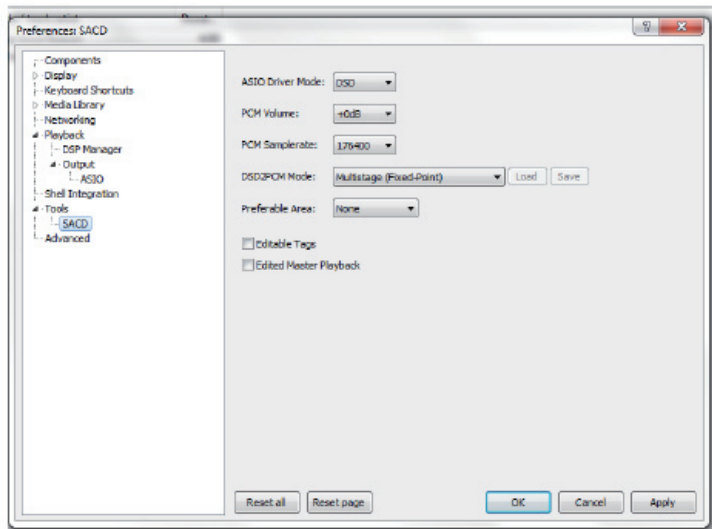 Preferences: SACD
Components
Display
Keyboard Shortcuts
Media Library
Networking
Playback
DSP Manager
Output
ASIO
Shell Integration
Tools
SACD
Advanced
ASIO Driver Mode: DSD
PCM Volume: +0dB
PCM Samplerate: 176400
DSD2PCM Mode: Multistage (Fixed-Point) Load Save
Preferable Area: None
Editable Tags
Edited Master Playback
Reset all Reset page OK Cancel Apply